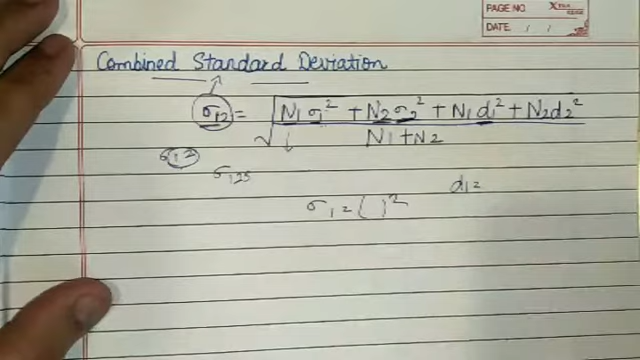 PAGE NO
DATE / /
Combined Standard Deviation
σ₁₂ = √ N₁σ₁² + N₂σ₂² + N₁d₁² + N₂d₂²
N₁+N₂
σ₁₂
σ₁₂₃
d₁₂
σ₁₂ ( )²